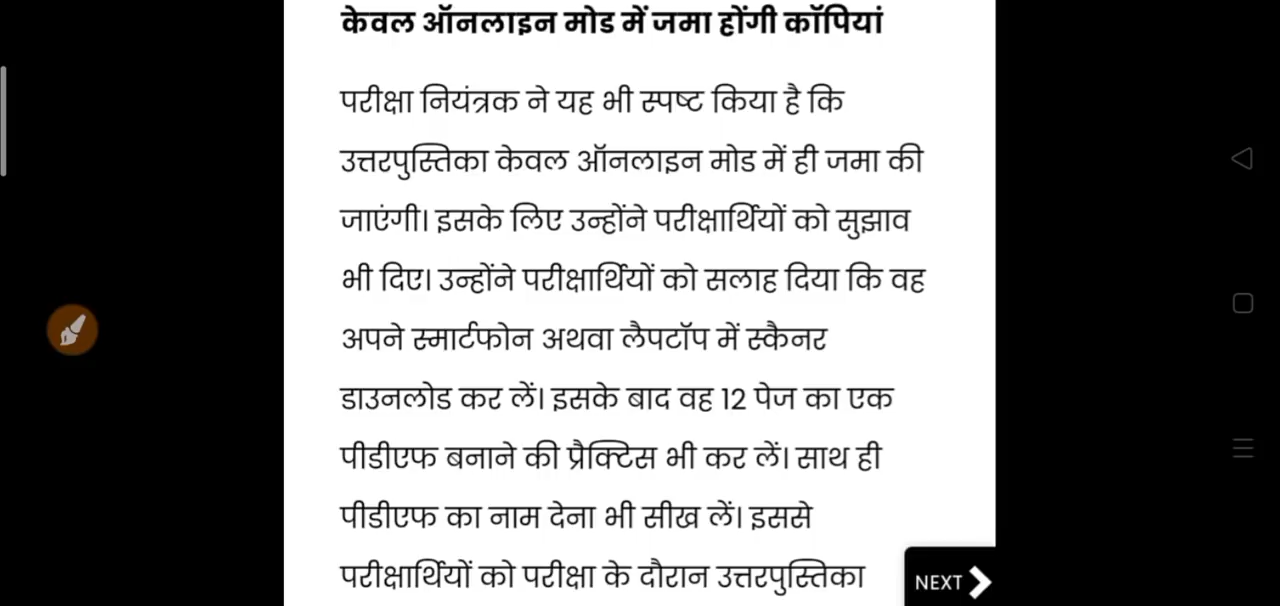 केवल ऑनलाइन मोड में जमा होंगी कॉपियां
परीक्षा नियंत्रक ने यह भी स्पष्ट किया है कि
उत्तरपुस्तिका केवल ऑनलाइन मोड में ही जमा की
जाएंगी। इसके लिए उन्होंने परीक्षार्थियों को सुझाव
भी दिए। उन्होंने परीक्षार्थियों को सलाह दिया कि वह
अपने स्मार्टफोन अथवा लैपटॉप में स्कैनर
डाउनलोड कर लें। इसके बाद वह 12 पेज का एक
पीडीएफ बनाने की प्रैक्टिस भी कर लें। साथ ही
पीडीएफ का नाम देना भी सीख लें। इससे
परीक्षार्थियों को परीक्षा के दौरान उत्तरपुस्तिका
NEXT